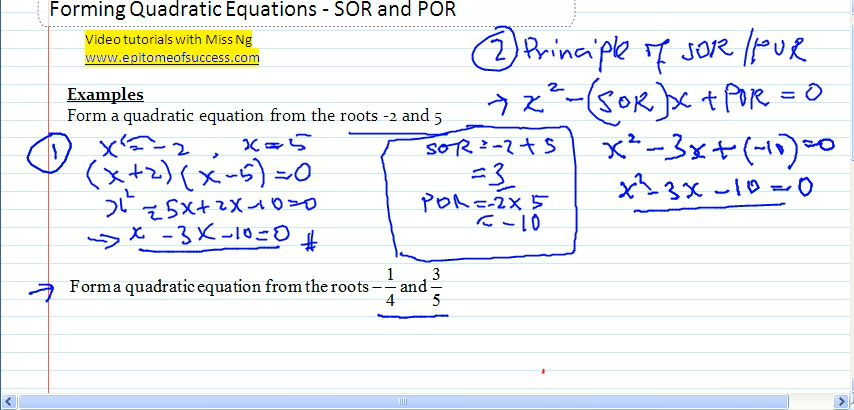 Forming Quadratic Equations - SOR and POR
Video tutorials with Miss Ng
www.epitomeofsuccess.com
② Principle of SOR/POR
→ x² - (SOR)x + POR = 0
Examples
Form a quadratic equation from the roots -2 and 5
① x = -2 , x = 5
(x+2)(x-5)=0
x² - 5x + 2x - 10 = 0
→ x² - 3x - 10 = 0 #
SOR = -2 + 5
= 3
POR = -2 x 5
= -10
x² - 3x + (-10) = 0
x² - 3x - 10 = 0
→ Form a quadratic equation from the roots -1/4 and 3/5